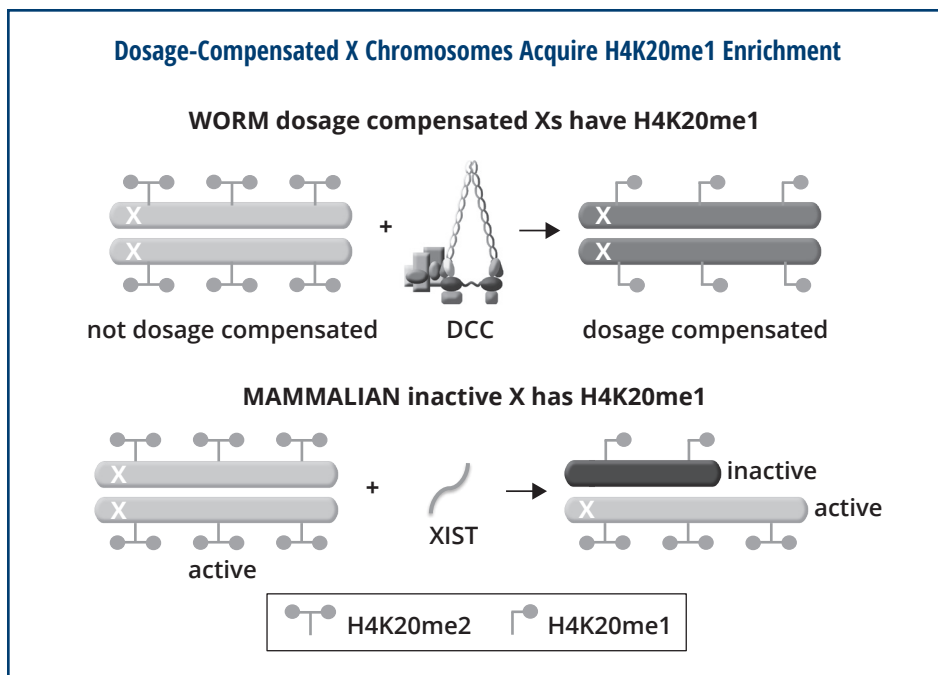 Dosage-Compensated X Chromosomes Acquire H4K20me1 Enrichment
WORM dosage compensated Xs have H4K20me1
X
X
+
X
X
not dosage compensated
DCC
dosage compensated
MAMMALIAN inactive X has H4K20me1
X
X
+
inactive
X
active
XIST
active
H4K20me2
H4K20me1